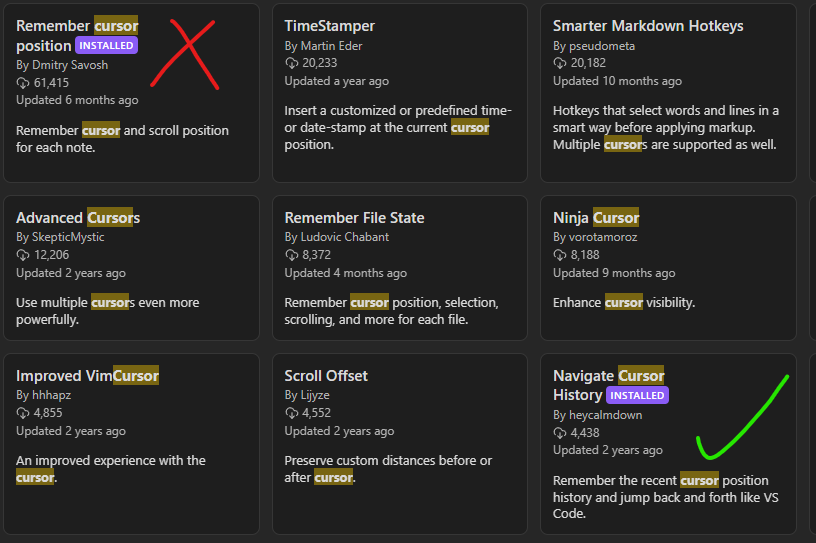 Remember cursor
position INSTALLED
By Dmitry Savosh
61,415
Updated 6 months ago
Remember cursor and scroll position
for each note.
TimeStamper
By Martin Eder
20,233
Updated a year ago
Insert a customized or predefined time-
or date-stamp at the current cursor
position.
Smarter Markdown Hotkeys
By pseudometa
20,182
Updated 10 months ago
Hotkeys that select words and lines in a
smart way before applying markup.
Multiple cursors are supported as well.
Advanced Cursors
By SkepticMystic
12,206
Updated 2 years ago
Use multiple cursors even more
powerfully.
Remember File State
By Ludovic Chabant
8,372
Updated 4 months ago
Remember cursor position, selection,
scrolling, and more for each file.
Ninja Cursor
By vorotamoroz
8,188
Updated 9 months ago
Enhance cursor visibility.
Improved VimCursor
By hhhapz
4,855
Updated 2 years ago
An improved experience with the
cursor.
Scroll Offset
By Lijyze
4,552
Updated 2 years ago
Preserve custom distances before or
after cursor.
Navigate Cursor
History INSTALLED
By heycalmdown
4,438
Updated 2 years ago
Remember the recent cursor position
history and jump back and forth like VS
Code.